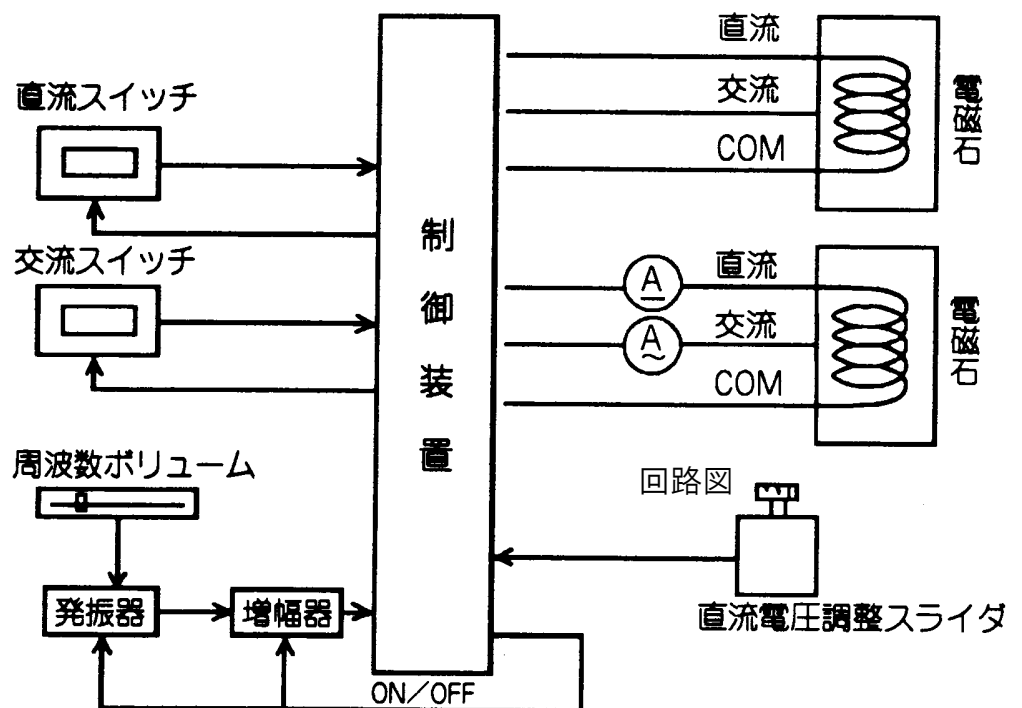 直流スイッチ
交流スイッチ
周波数ボリューム
発振器
増幅器
制御装置
ON/OFF
直流
交流
COM
電磁石
A
直流
A
交流
COM
電磁石
回路図
直流電圧調整スライダ